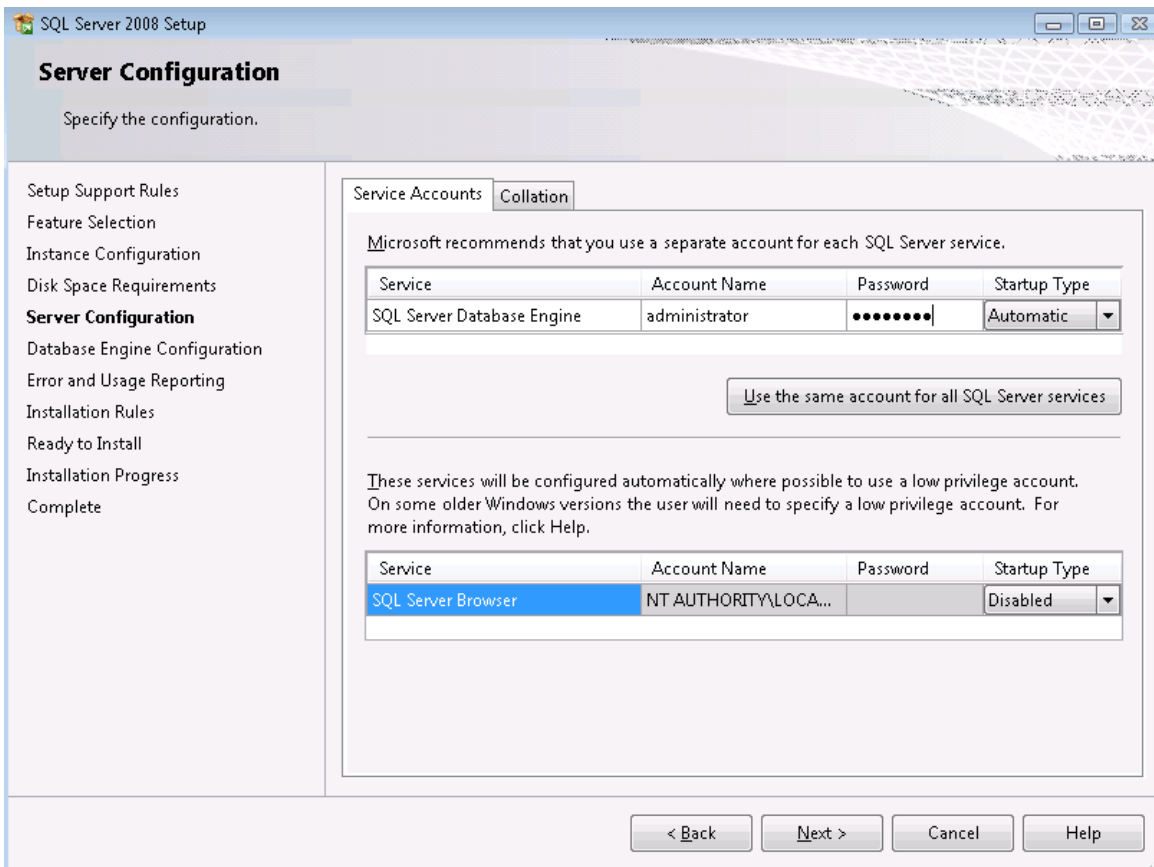 SQL Server 2008 Setup
Server Configuration
Specify the configuration.
Setup Support Rules
Feature Selection
Instance Configuration
Disk Space Requirements
Server Configuration
Database Engine Configuration
Error and Usage Reporting
Installation Rules
Ready to Install
Installation Progress
Complete
Service Accounts Collation
Microsoft recommends that you use a separate account for each SQL Server service.
Service Account Name Password Startup Type
SQL Server Database Engine administrator ●●●●●●●● Automatic
Use the same account for all SQL Server services
These services will be configured automatically where possible to use a low privilege account.
On some older Windows versions the user will need to specify a low privilege account. For
more information, click Help.
Service Account Name Password Startup Type
SQL Server Browser NT AUTHORITY\LOCA... Disabled
< Back Next > Cancel Help